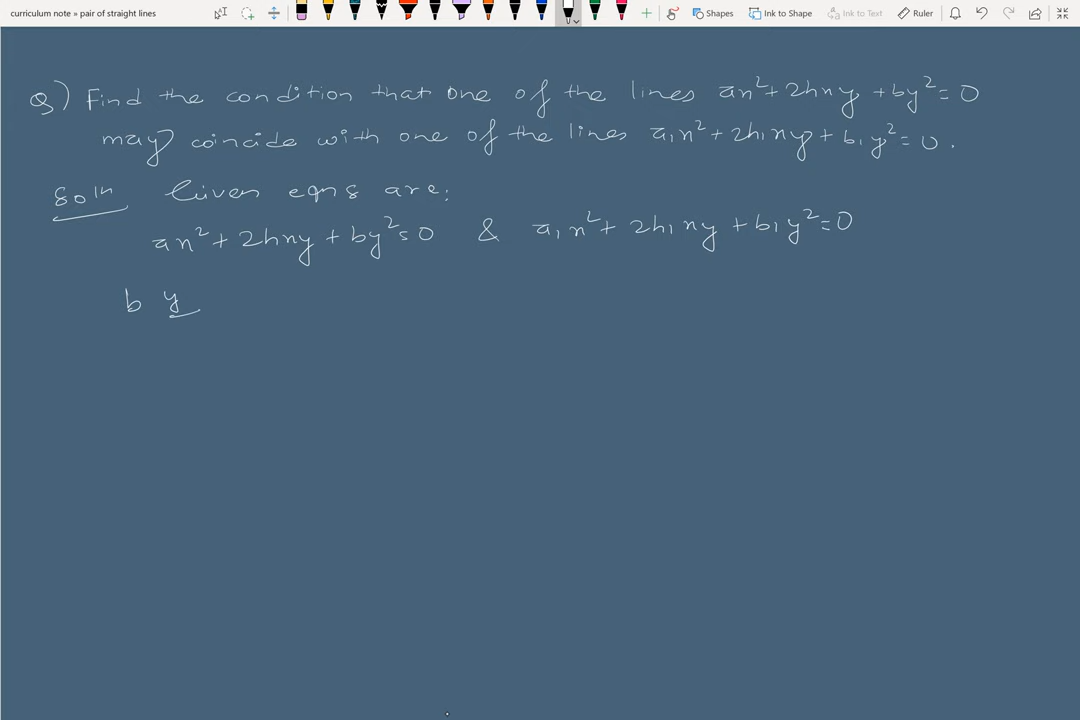 curriculum note » pair of straight lines
Shapes Ink to Shape Ink to Text Ruler
Q) Find the condition that one of the lines ax²+2hxy+by²=0
may coincide with one of the lines a₁x²+2h₁xy+b₁y²=0.
Soln Given eqns are:
ax²+2hxy+by²=0 & a₁x²+2h₁xy+b₁y²=0
b y